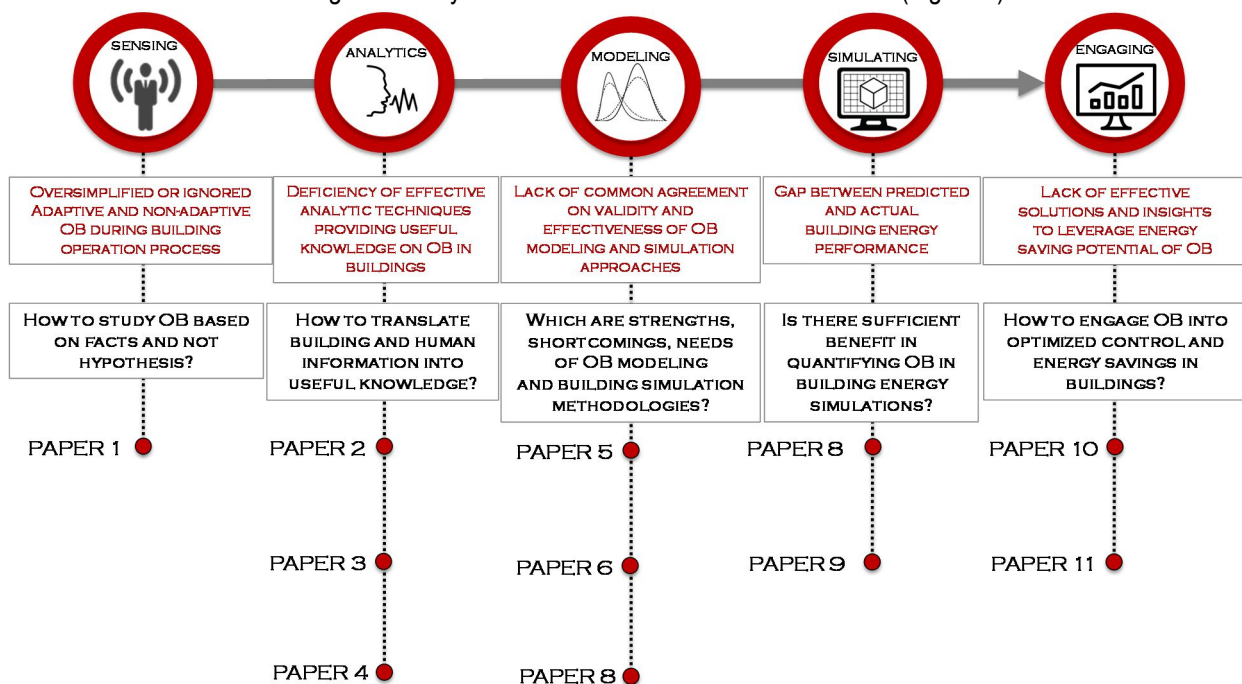 SENSING
ANALYTICS
MODELING
SIMULATING
ENGAGING
OVERSIMPLIFIED OR IGNORED
ADAPTIVE AND NON-ADAPTIVE
OB DURING BUILDING
OPERATION PROCESS
DEFICIENCY OF EFFECTIVE
ANALYTIC TECHNIQUES
PROVIDING USEFUL
KNOWLEDGE ON OB IN
BUILDINGS
LACK OF COMMON AGREEMENT
ON VALIDITY AND
EFFECTIVENESS OF OB
MODELING AND SIMULATION
APPROACHES
GAP BETWEEN PREDICTED
AND ACTUAL
BUILDING ENERGY
PERFORMANCE
LACK OF EFFECTIVE
SOLUTIONS AND INSIGHTS
TO LEVERAGE ENERGY
SAVING POTENTIAL OF OB
HOW TO STUDY OB BASED
ON FACTS AND NOT
HYPOTHESIS?
HOW TO TRANSLATE
BUILDING AND HUMAN
INFORMATION INTO
USEFUL KNOWLEDGE?
WHICH ARE STRENGTHS,
SHORTCOMINGS, NEEDS
OF OB MODELING
AND BUILDING SIMULATION
METHODOLOGIES?
IS THERE SUFFICIENT
BENEFIT IN
QUANTIFYING OB IN
BUILDING ENERGY
SIMULATIONS?
HOW TO ENGAGE OB INTO
OPTIMIZED CONTROL AND
ENERGY SAVINGS IN
BUILDINGS?
PAPER 1
PAPER 2
PAPER 5
PAPER 8
PAPER 10
PAPER 3
PAPER 6
PAPER 9
PAPER 11
PAPER 4
PAPER 8